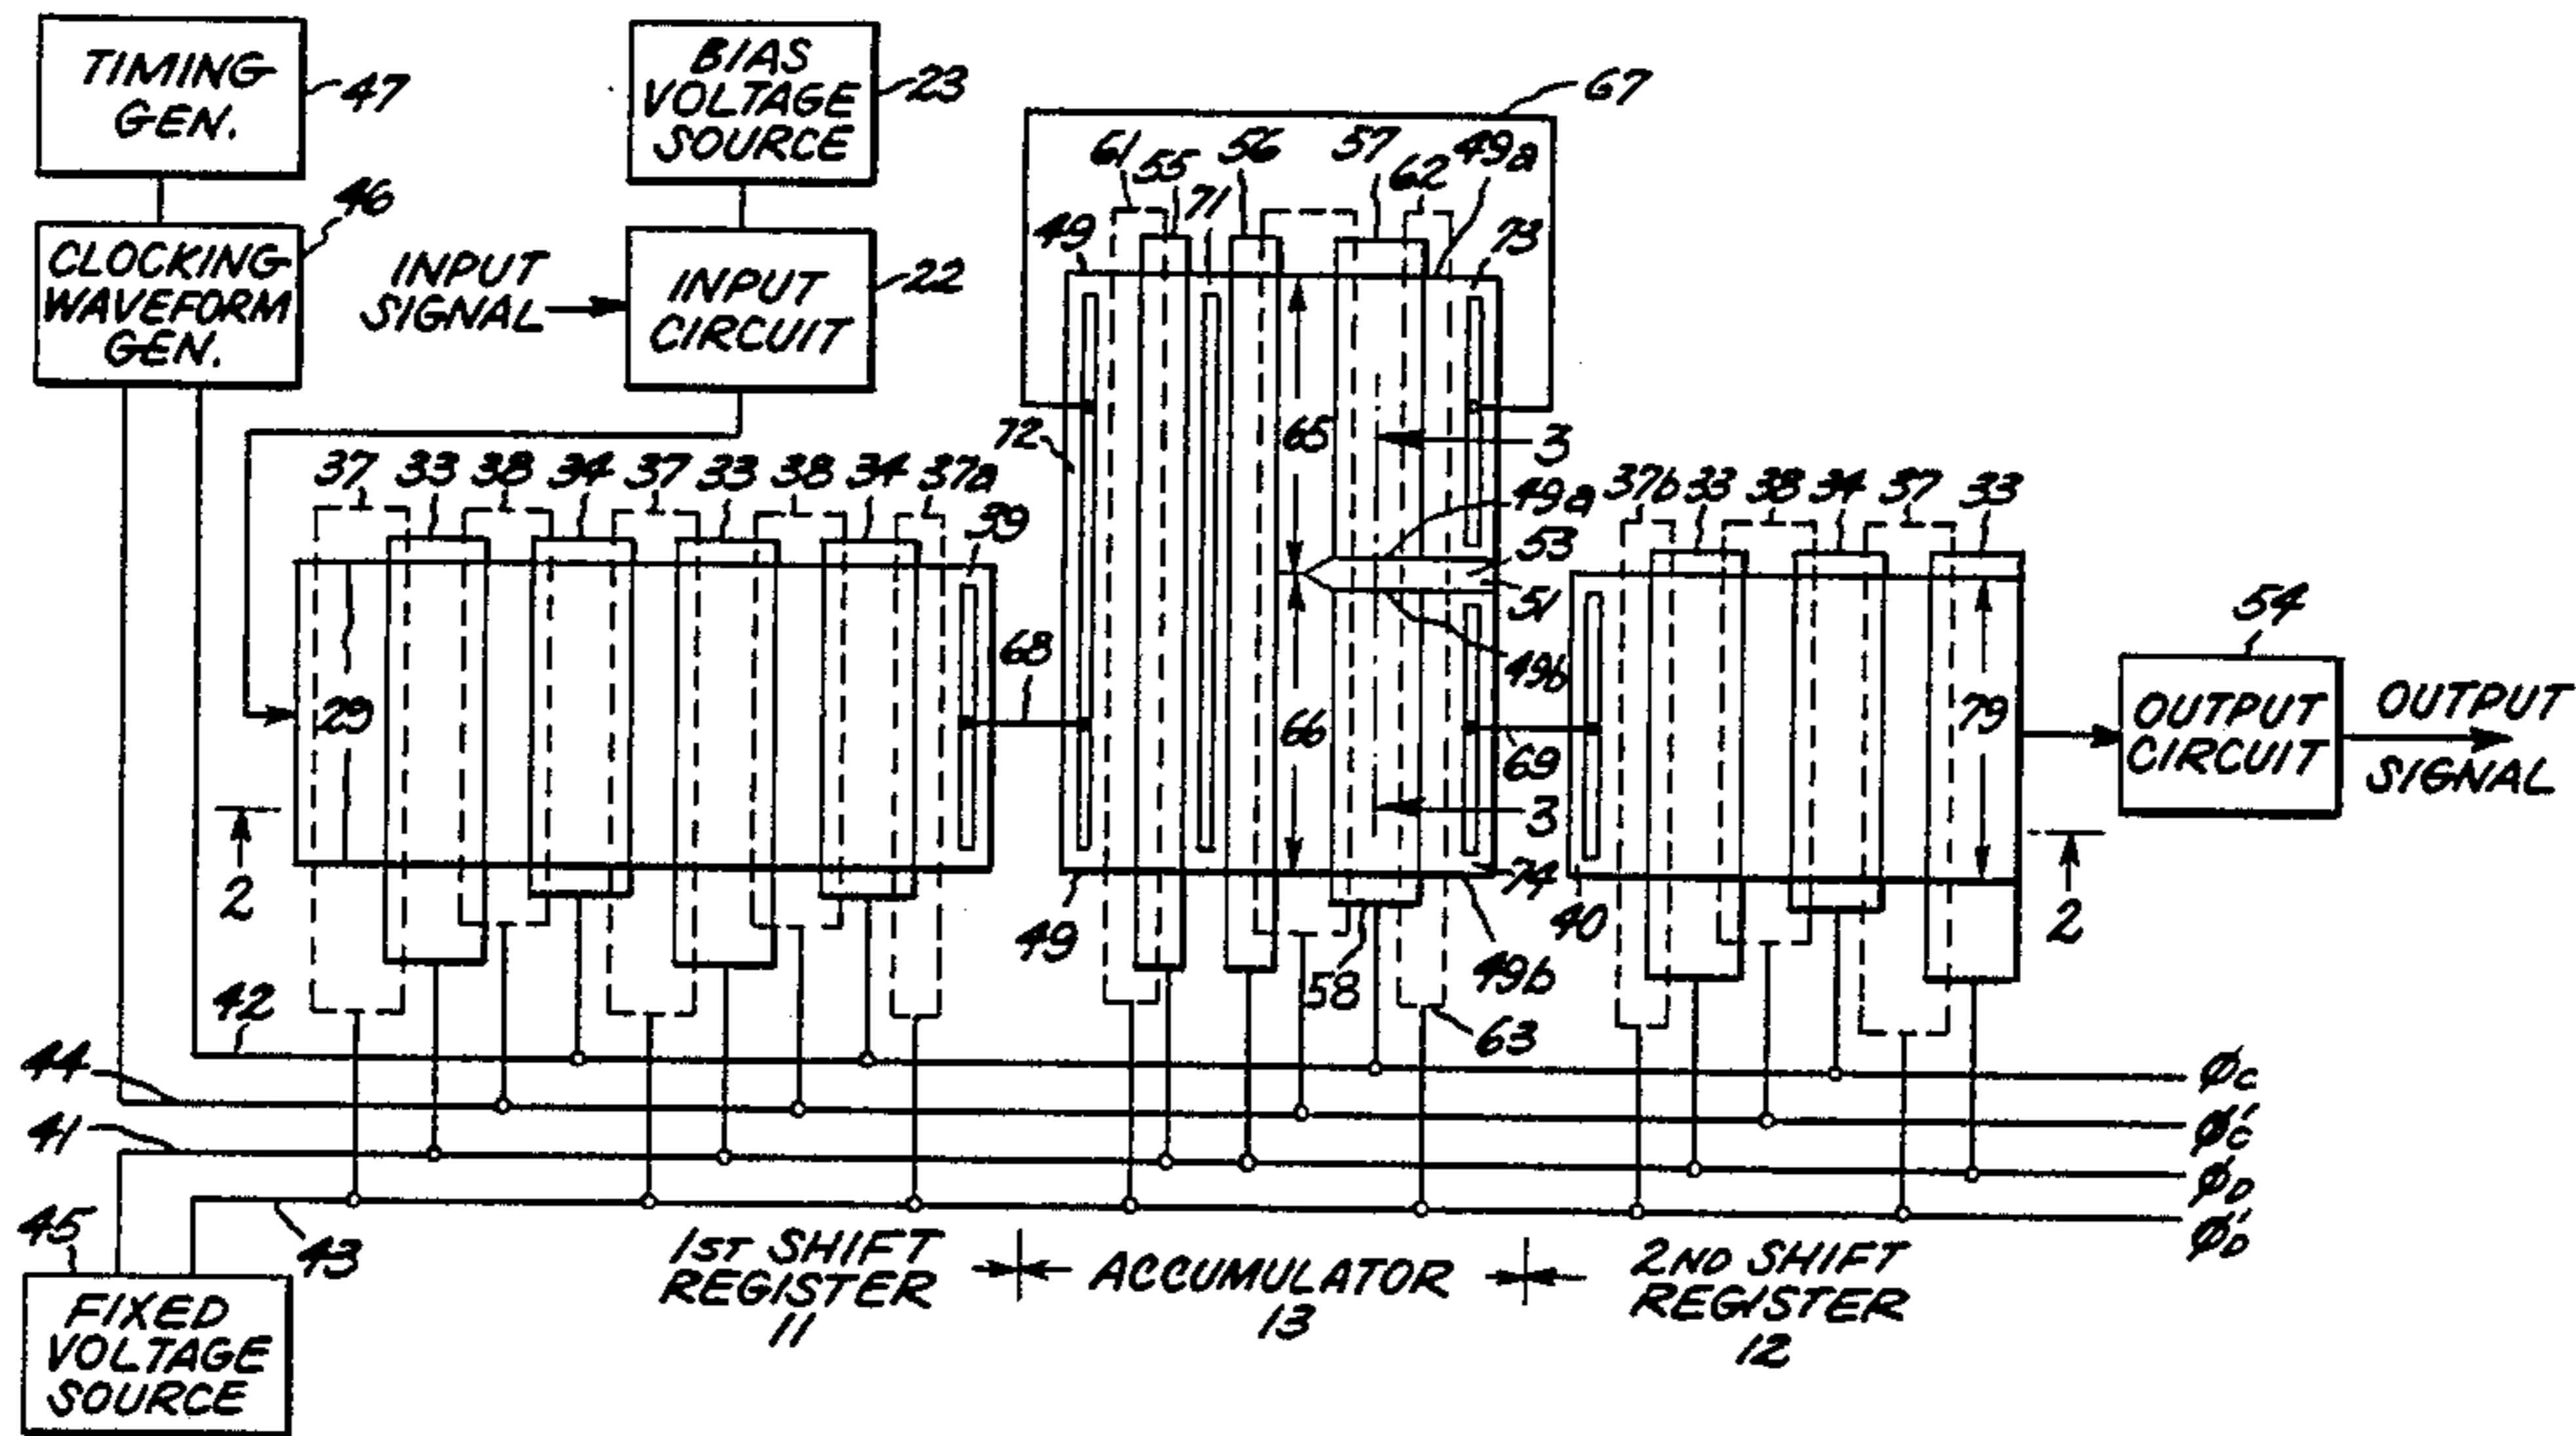 TIMING
GEN.
47
BIAS
VOLTAGE
SOURCE
23
67
CLOCKING
WAVEFORM
GEN.
46
INPUT
SIGNAL
INPUT
CIRCUIT
22
49 61 55 71 56 57 62 49a 73
72
65
3
49a
53
51
49b
66
3
37 33 38 34 37 33 38 34 37a 39
29
68
69
37b 33 38 34 37 33
79
54
OUTPUT
CIRCUIT
OUTPUT
SIGNAL
2
49
58
74
49b
63
40
2
42
44
41
43
45
φC
φ'C
φD
φ'D
FIXED
VOLTAGE
SOURCE
1ST SHIFT
REGISTER
11
ACCUMULATOR
13
2ND SHIFT
REGISTER
12